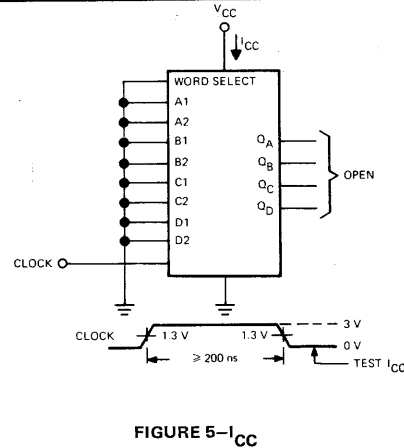 VCC
ICC
WORD SELECT
A1
A2
B1
B2
C1
C2
D1
D2
QA
QB
QC
QD
OPEN
CLOCK
CLOCK
1.3 V
1.3 V
3 V
0 V
≥ 200 ns
TEST ICC
FIGURE 5–ICC